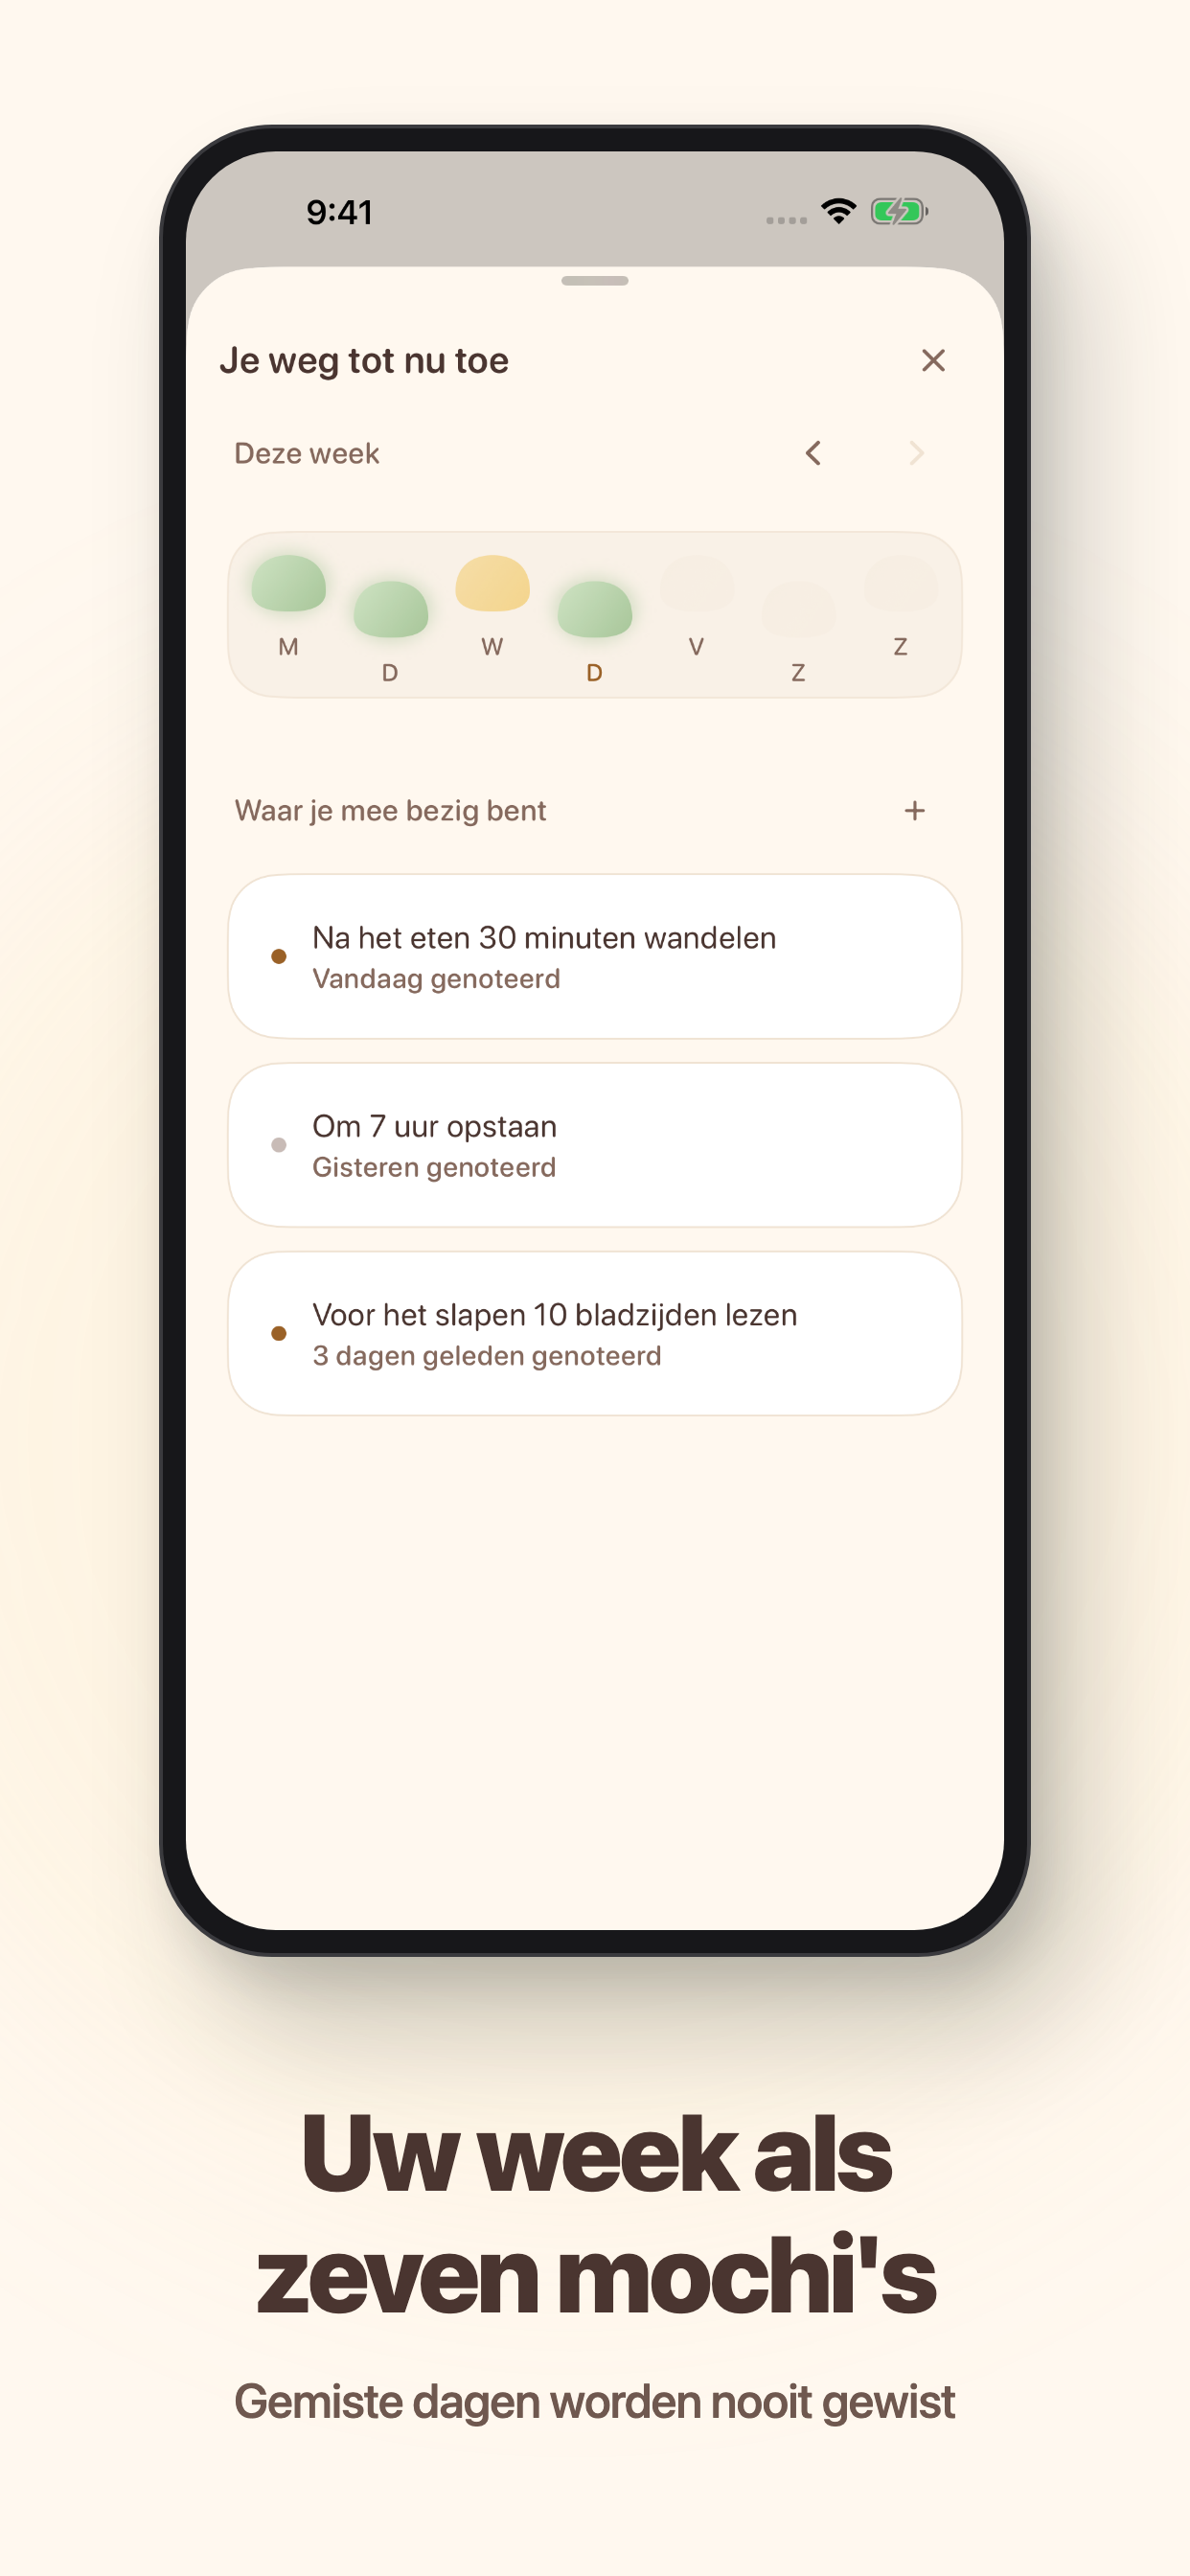 9:41
Je weg tot nu toe
Deze week
M D W D V Z Z
Waar je mee bezig bent
Na het eten 30 minuten wandelen
Vandaag genoteerd
Om 7 uur opstaan
Gisteren genoteerd
Voor het slapen 10 bladzijden lezen
3 dagen geleden genoteerd
Uw week als
zeven mochi's
Gemiste dagen worden nooit gewist